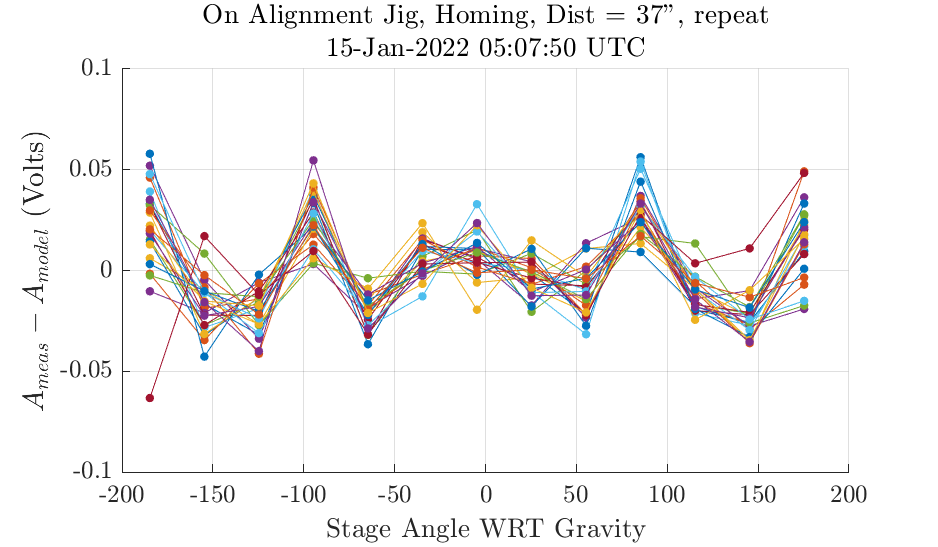 On Alignment Jig, Homing, Dist = 37", repeat
15-Jan-2022 05:07:50 UTC
0.1
0.05
0
-0.05
-0.1
A_meas − A_model (Volts)
-200 -150 -100 -50 0 50 100 150 200
Stage Angle WRT Gravity